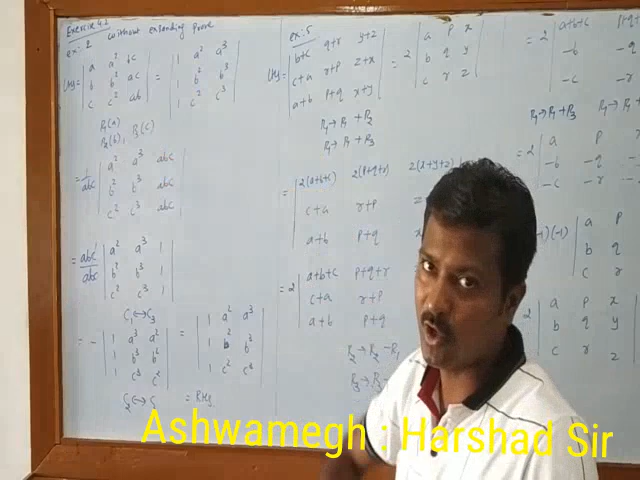 Exercise 4.2
ex: 2 without expanding prove
LHS = | a a² bc | = | 1 a² a³ |
| b b² ac | | 1 b² b³ |
| c c² ab | | 1 c² c³ |
R₁(a)
R₂(b), R₃(c)
= 1/abc | a² a³ abc |
| b² b³ abc |
| c² c³ abc |
= abc/abc | a² a³ 1 |
| b² b³ 1 |
| c² c³ 1 |
C₁↔C₃
= - | 1 a³ a² | = | 1 a² a³ |
| 1 b³ b² | | 1 b b³ |
| 1 c³ c² | | 1 c² c³ |
C₂↔C = RHS
ex: 5
LHS = | b+c q+r y+z | = 2 | a p x |
| c+a r+p z+x | | b q y |
| a+b p+q x+y | | c r z |
R₁→R₁+R₂
R₁→R₁+R₃
= | 2(a+b+c) 2(p+q+r) 2(x+y+z) |
| c+a r+p
| a+b p+q
= 2 | a+b+c p+q+r
| c+a r+p
| a+b p+q
R₂→R₂-R₁
R₃→R₃-
= 2 | a+b+c
| -b -q
| -c -r
R₁→R₁+R₃
= 2 | a p
| -b -q
| -c -r
(-1) | a p
| b q
| c r
2 | a p x
| b q y
| c r z
Ashwamegh : Harshad Sir